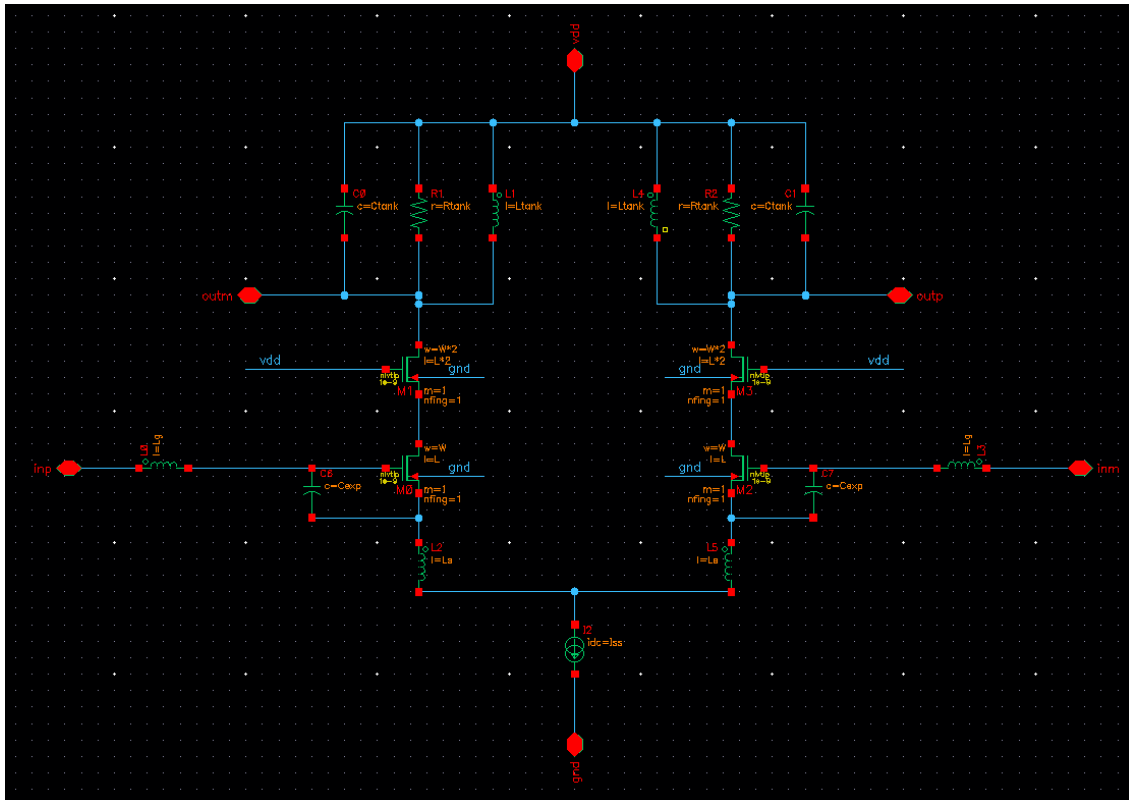 vdd
C0
c=Ctank
R1
r=Rtank
L1
l=Ltank
L4
l=Ltank
R2
r=Rtank
C1
c=Ctank
outm
outp
w=W*2
l=L*2
vdd
gnd
M1
m=1
nfing=1
w=W*2
l=L*2
vdd
gnd
M3
m=1
nfing=1
inp
l=Lg
w=W
l=L
gnd
M0
m=1
nfing=1
C6
c=Cexp
w=W
l=L
gnd
M2
m=1
nfing=1
C7
c=Cexp
l=Lg
L3
inm
L2
l=Ls
L5
l=Ls
I2
idc=Iss
gnd